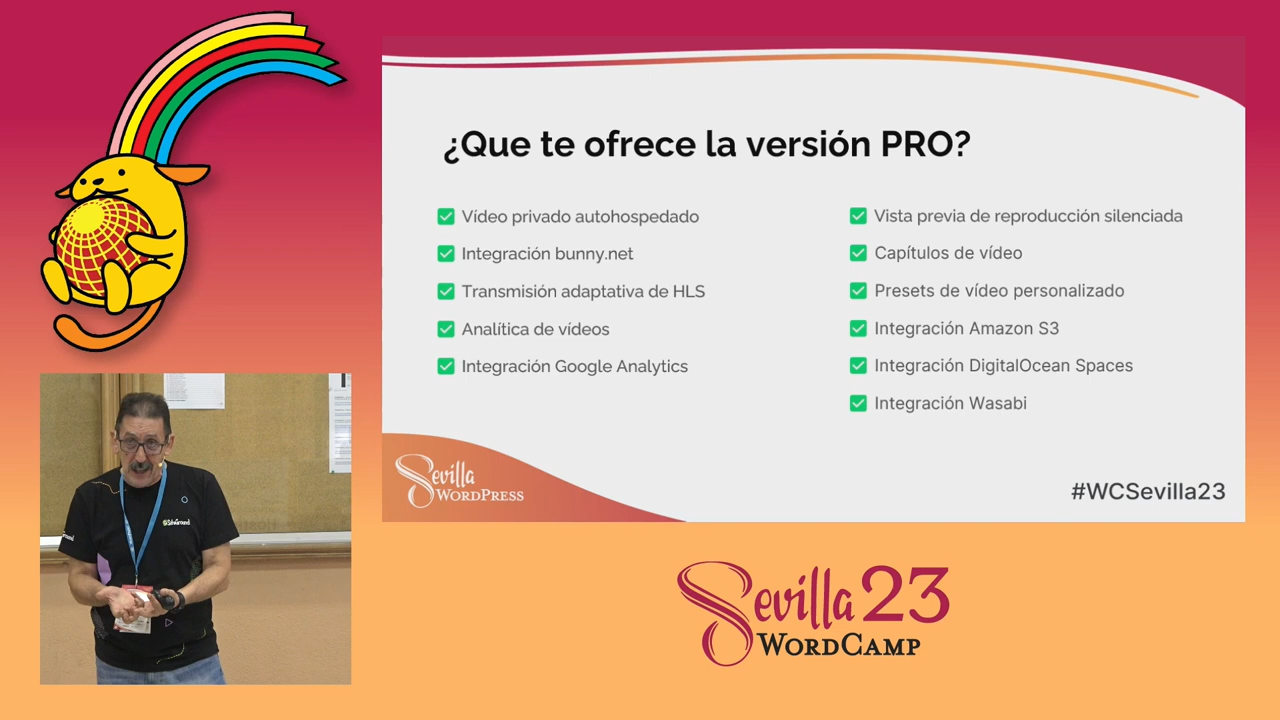 ¿Que te ofrece la versión PRO?
Vídeo privado autohospedado
Integración bunny.net
Transmisión adaptativa de HLS
Analítica de vídeos
Integración Google Analytics
Vista previa de reproducción silenciada
Capítulos de vídeo
Presets de vídeo personalizado
Integración Amazon S3
Integración DigitalOcean Spaces
Integración Wasabi
Sevilla
WORDPRESS
#WCSevilla23
SiteGround
Sevilla 23
WORDCAMP